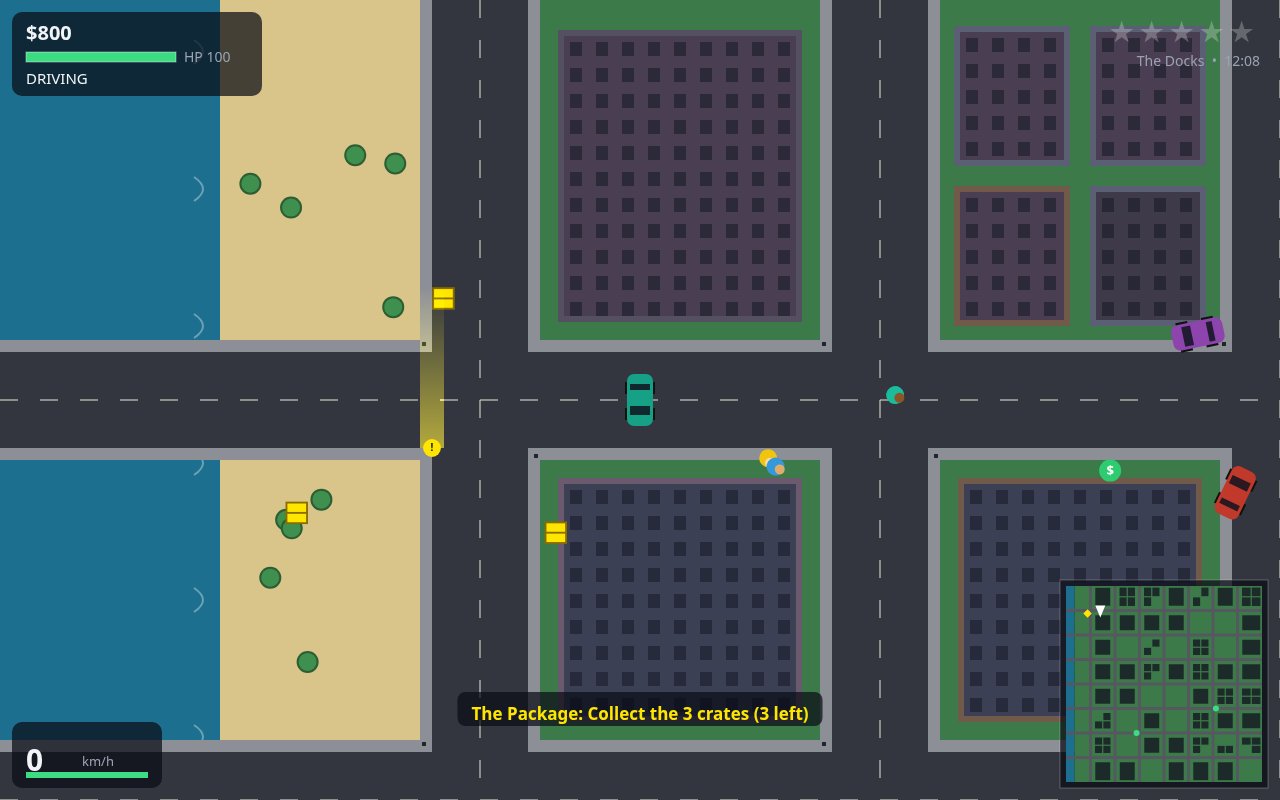 $800
HP 100
DRIVING
★★★★★
The Docks • 12:08
!
$
The Package: Collect the 3 crates (3 left)
0 km/h